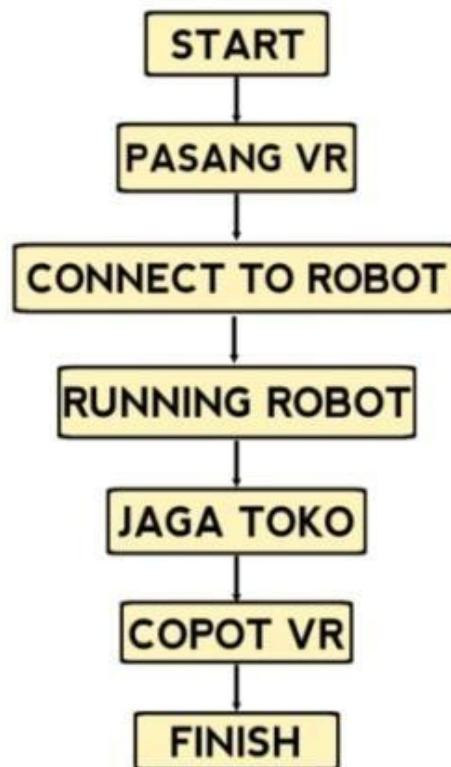 START
PASANG VR
CONNECT TO ROBOT
RUNNING ROBOT
JAGA TOKO
COPOT VR
FINISH